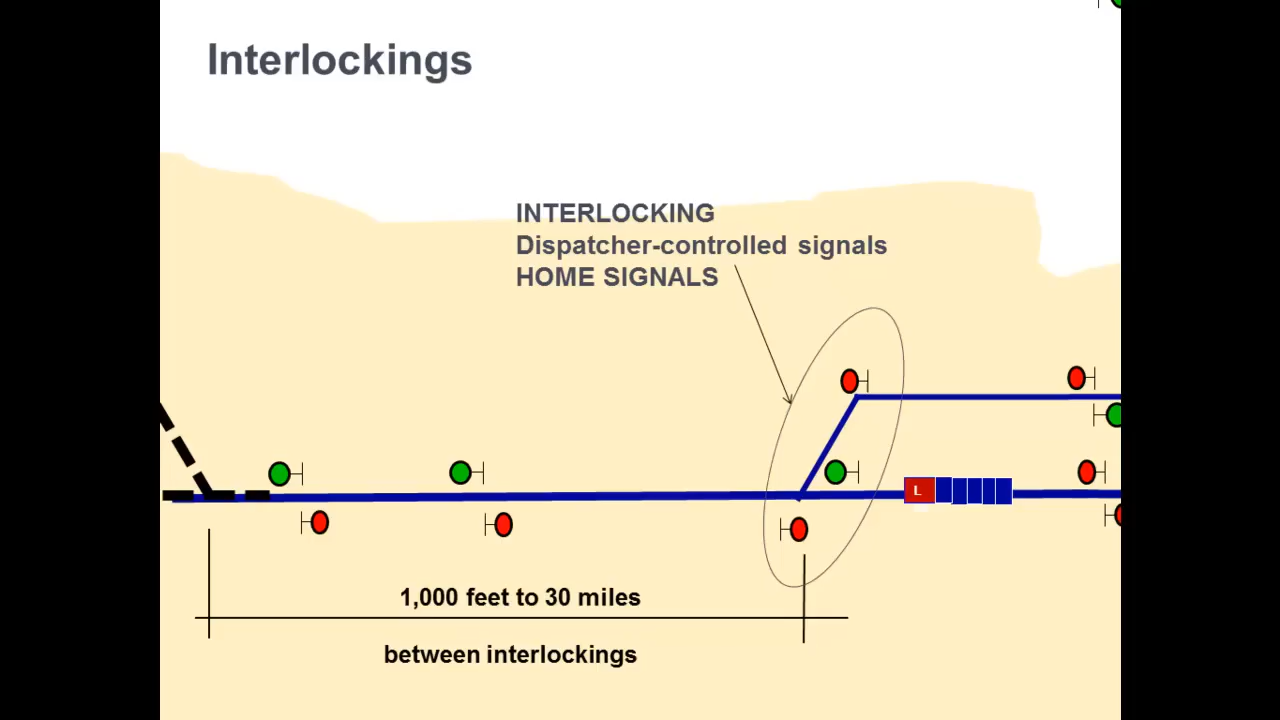 Interlockings
INTERLOCKING
Dispatcher-controlled signals
HOME SIGNALS
L
1,000 feet to 30 miles
between interlockings